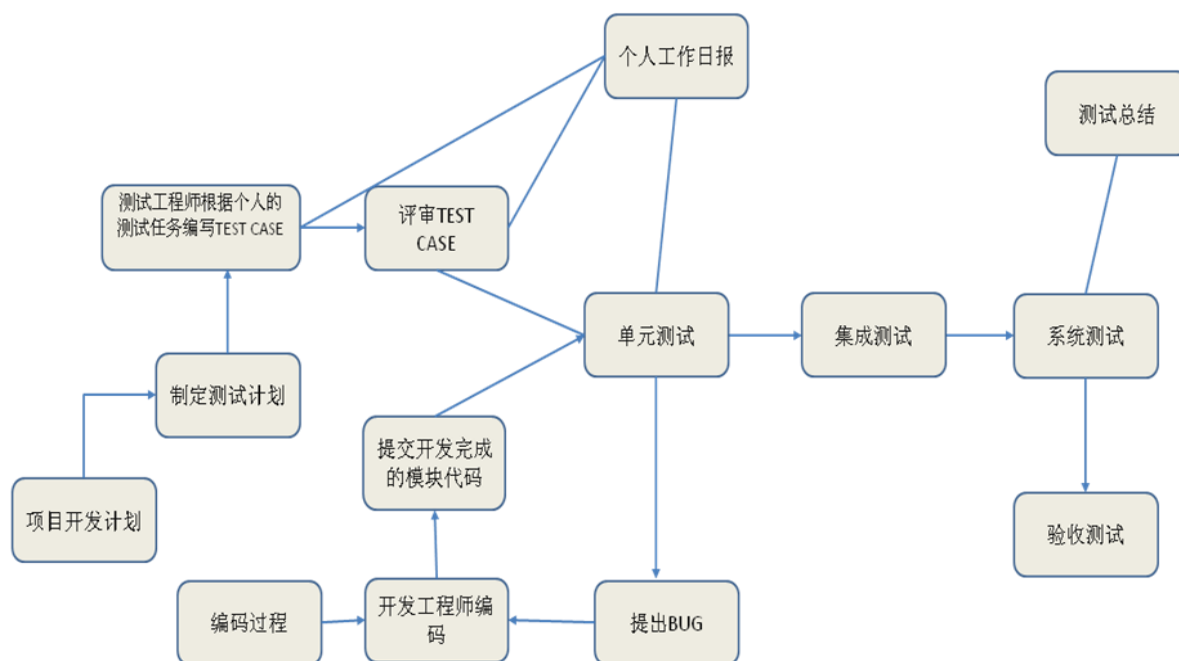 个人工作日报
测试总结
测试工程师根据个人的
测试任务编写TEST CASE
评审TEST
CASE
单元测试
集成测试
系统测试
制定测试计划
提交开发完成
的模块代码
项目开发计划
验收测试
编码过程
开发工程师编
码
提出BUG